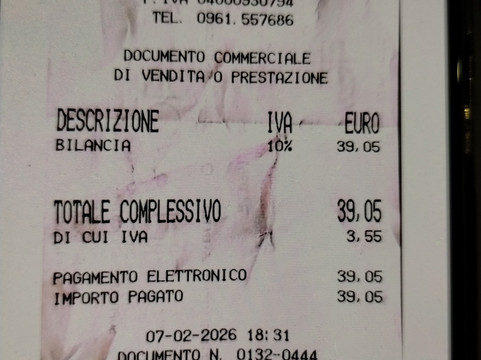 P. IVA 04000930794
TEL. 0961.557686
DOCUMENTO COMMERCIALE
DI VENDITA O PRESTAZIONE
DESCRIZIONE IVA EURO
BILANCIA 10% 39,05
TOTALE COMPLESSIVO 39,05
DI CUI IVA 3,55
PAGAMENTO ELETTRONICO 39,05
IMPORTO PAGATO 39,05
07-02-2026 18:31
DOCUMENTO N. 0132-0444